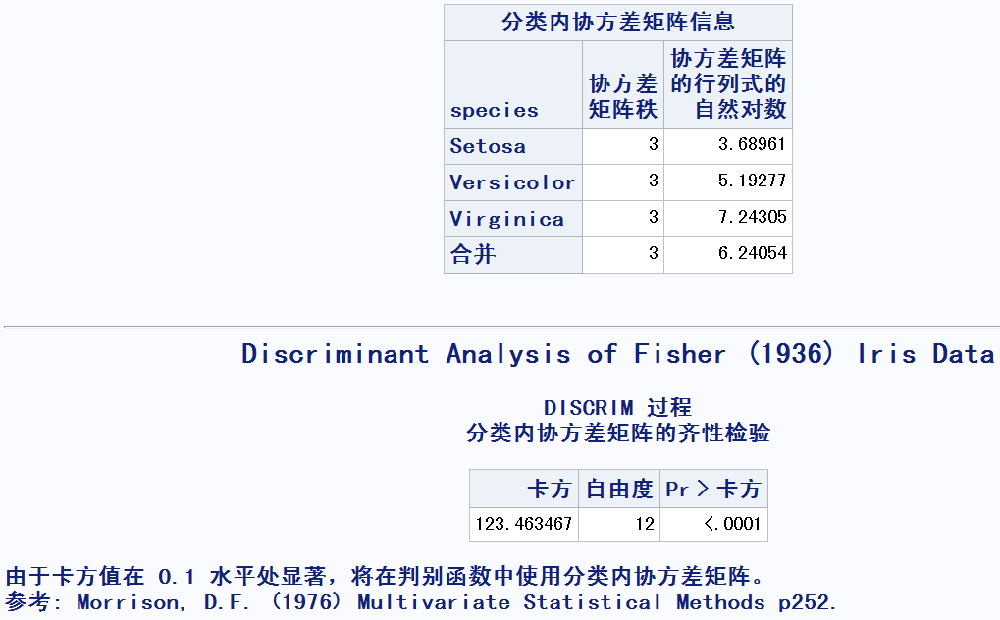 分类内协方差矩阵信息
species 协方差矩阵秩 协方差矩阵的行列式的自然对数
Setosa 3 3.68961
Versicolor 3 5.19277
Virginica 3 7.24305
合并 3 6.24054
Discriminant Analysis of Fisher (1936) Iris Data
DISCRIM 过程
分类内协方差矩阵的齐性检验
卡方 自由度 Pr > 卡方
123.463467 12 <.0001
由于卡方值在 0.1 水平处显著，将在判别函数中使用分类内协方差矩阵。
参考: Morrison, D.F. (1976) Multivariate Statistical Methods p252.